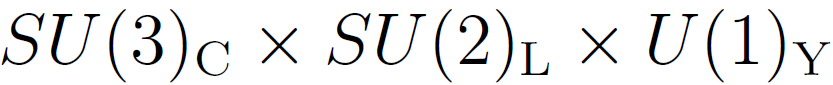 SU(3)_C × SU(2)_L × U(1)_Y